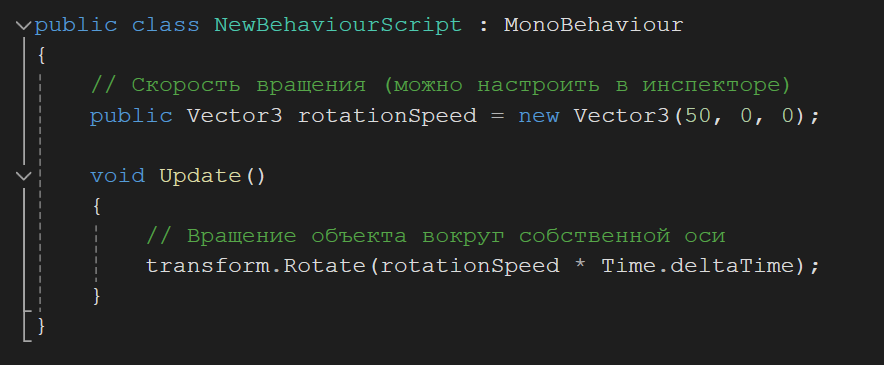 public class NewBehaviourScript : MonoBehaviour
{
// Скорость вращения (можно настроить в инспекторе)
public Vector3 rotationSpeed = new Vector3(50, 0, 0);
void Update()
{
// Вращение объекта вокруг собственной оси
transform.Rotate(rotationSpeed * Time.deltaTime);
}
}